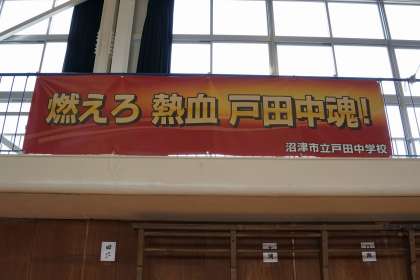 燃えろ 熱血 戸田中魂!
沼津市立戸田中学校